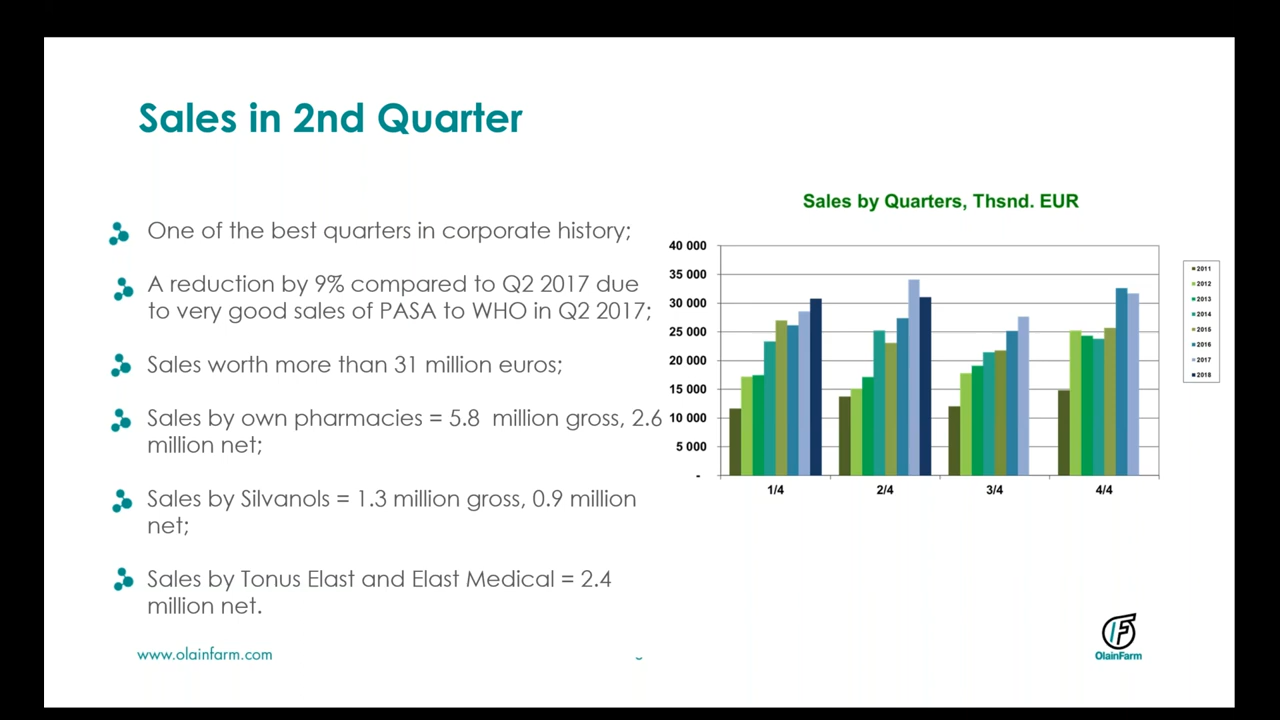 Sales in 2nd Quarter
One of the best quarters in corporate history;
A reduction by 9% compared to Q2 2017 due
to very good sales of PASA to WHO in Q2 2017;
Sales worth more than 31 million euros;
Sales by own pharmacies = 5.8 million gross, 2.6
million net;
Sales by Silvanols = 1.3 million gross, 0.9 million
net;
Sales by Tonus Elast and Elast Medical = 2.4
million net.
Sales by Quarters, Thsnd. EUR
40 000
35 000
30 000
25 000
20 000
15 000
10 000
5 000
-
1/4 2/4 3/4 4/4
2011
2012
2013
2014
2015
2016
2017
2018
www.olainfarm.com
OlainFarm